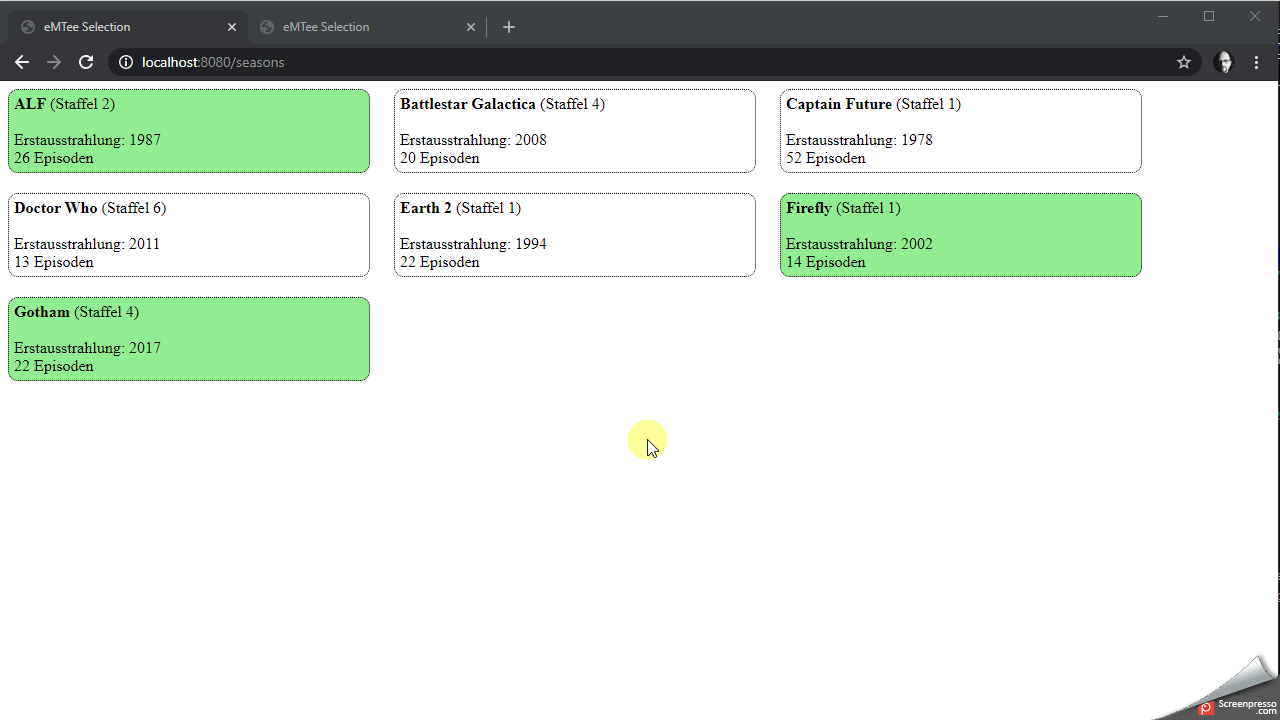 eMTee Selection
eMTee Selection
localhost:8080/seasons
ALF (Staffel 2)
Erstausstrahlung: 1987
26 Episoden
Battlestar Galactica (Staffel 4)
Erstausstrahlung: 2008
20 Episoden
Captain Future (Staffel 1)
Erstausstrahlung: 1978
52 Episoden
Doctor Who (Staffel 6)
Erstausstrahlung: 2011
13 Episoden
Earth 2 (Staffel 1)
Erstausstrahlung: 1994
22 Episoden
Firefly (Staffel 1)
Erstausstrahlung: 2002
14 Episoden
Gotham (Staffel 4)
Erstausstrahlung: 2017
22 Episoden
Screenpresso
.com